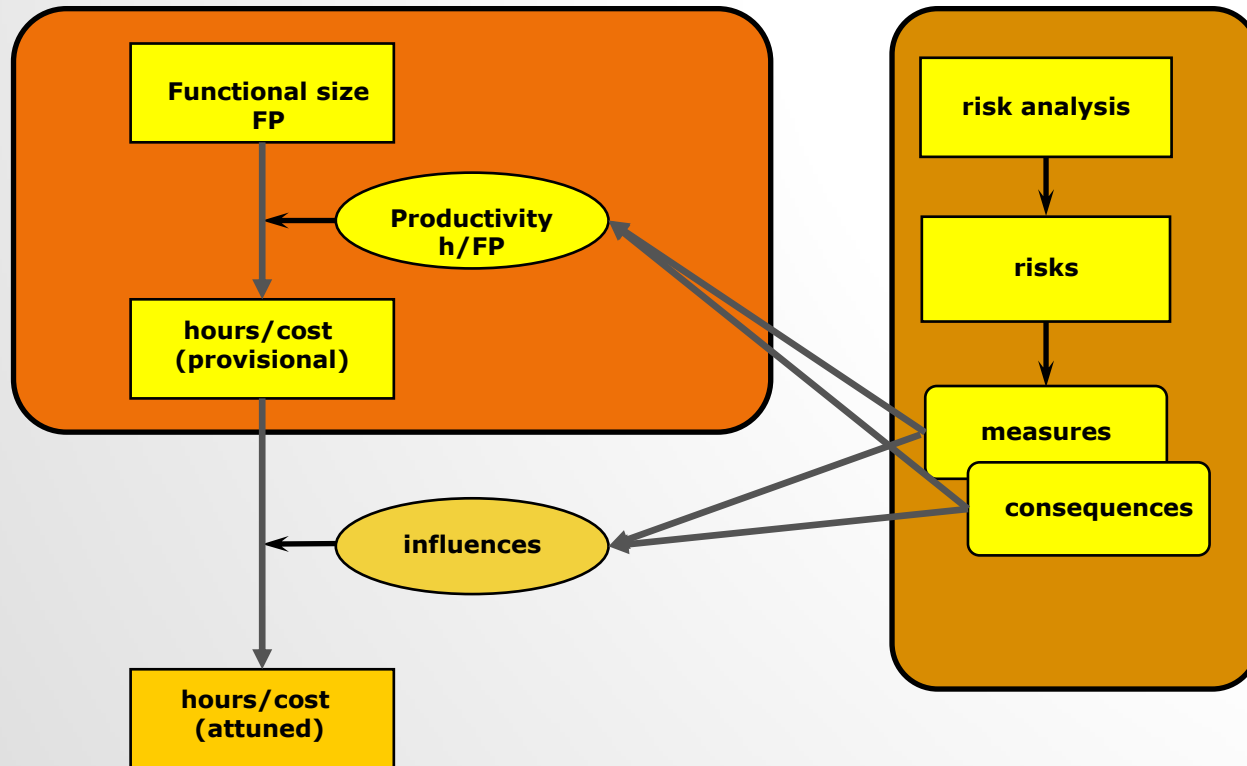 Functional size
FP
Productivity
h/FP
hours/cost
(provisional)
influences
hours/cost
(attuned)
risk analysis
risks
measures
consequences